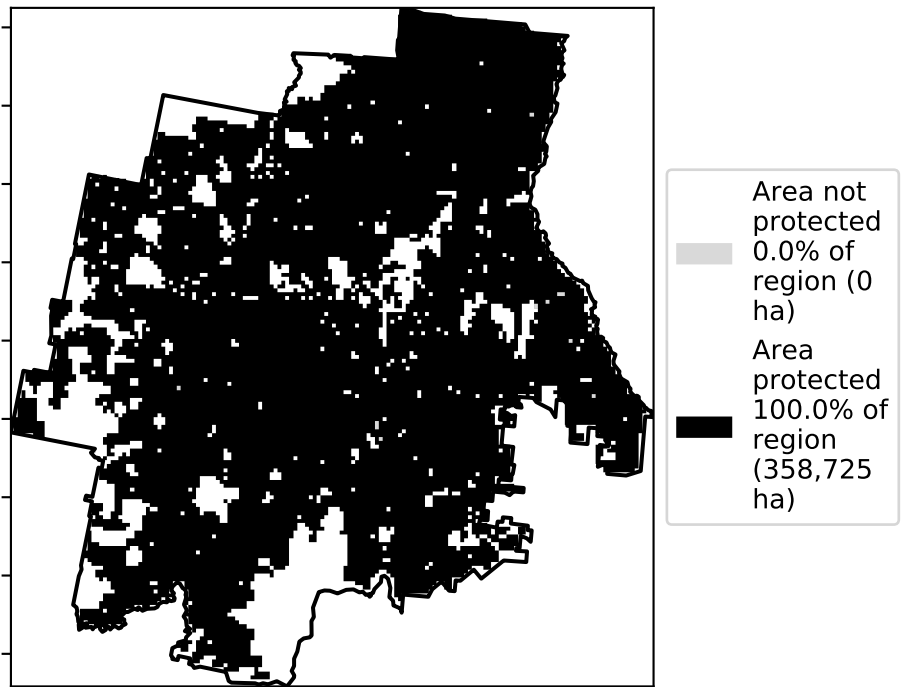 Area not
protected
0.0% of
region (0
ha)
Area
protected
100.0% of
region
(358,725
ha)